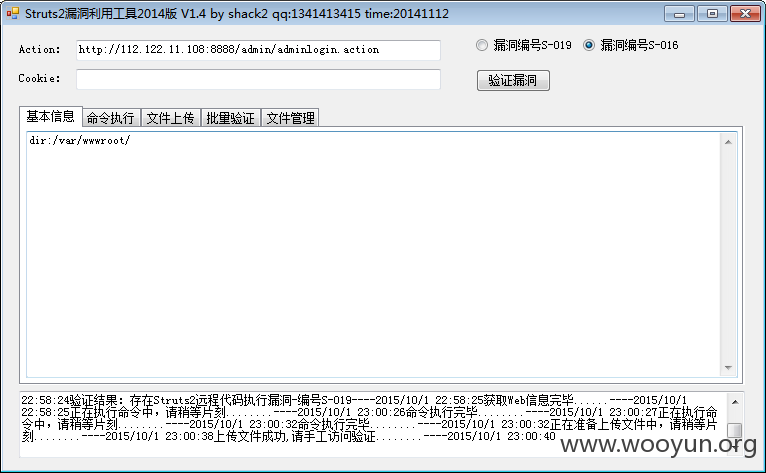 Struts2漏洞利用工具2014版 V1.4 by shack2 qq:1341413415 time:20141112
Action: http://112.122.11.108:8888/admin/adminlogin.action 漏洞编号S-019 漏洞编号S-016
Cookie: 验证漏洞
基本信息 命令执行 文件上传 批量验证 文件管理
dir:/var/wwwroot/
22:58:24验证结果：存在Struts2远程代码执行漏洞-编号S-019----2015/10/1 22:58:25获取Web信息完毕......----2015/10/1
22:58:25正在执行命令中，请稍等片刻........----2015/10/1 23:00:26命令执行完毕........----2015/10/1 23:00:27正在执行命
令中，请稍等片刻........----2015/10/1 23:00:32命令执行完毕........----2015/10/1 23:00:32正在准备上传文件中，请稍等片
刻........----2015/10/1 23:00:38上传文件成功,请手工访问验证........----2015/10/1 23:00:40
www.wooyun.org